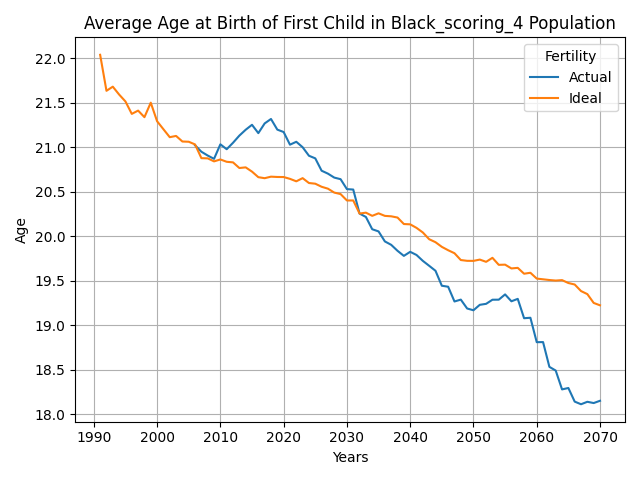 Average Age at Birth of First Child in Black_scoring_4 Population
Fertility
Actual
Ideal
Age
22.0
21.5
21.0
20.5
20.0
19.5
19.0
18.5
18.0
1990 2000 2010 2020 2030 2040 2050 2060 2070
Years